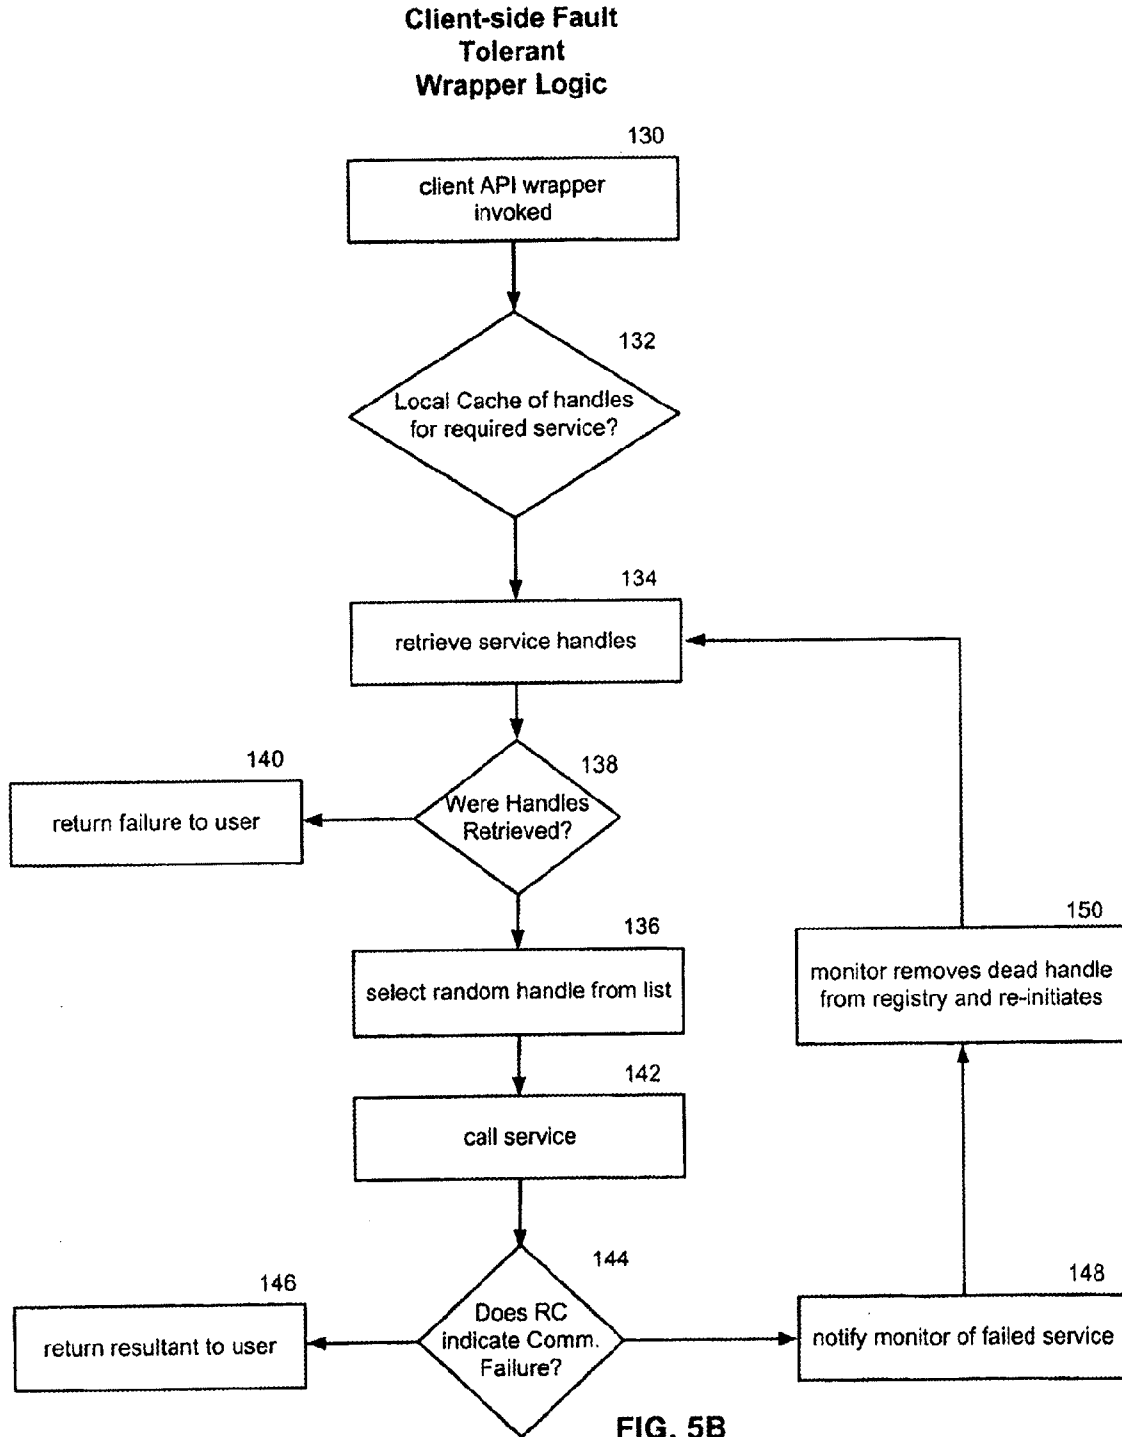 Client-side Fault
Tolerant
Wrapper Logic
130
client API wrapper
invoked
132
Local Cache of handles
for required service?
134
retrieve service handles
140
return failure to user
138
Were Handles
Retrieved?
136
select random handle from list
150
monitor removes dead handle
from registry and re-initiates
142
call service
144
Does RC
indicate Comm.
Failure?
146
return resultant to user
148
notify monitor of failed service
FIG. 5B